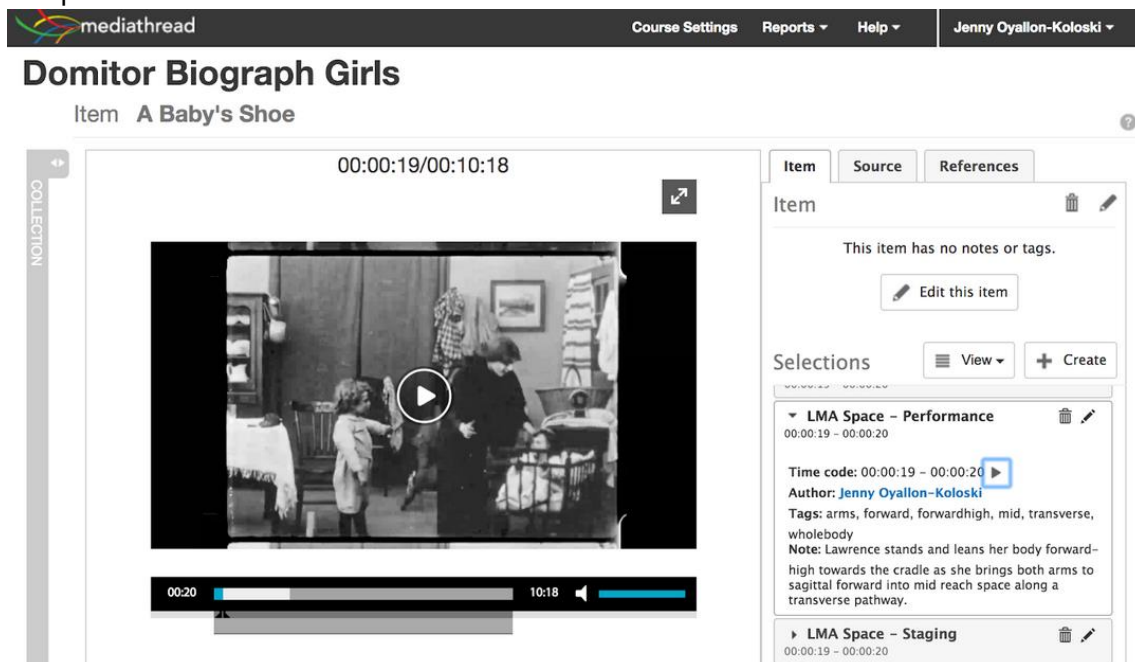 mediathread
Course Settings Reports Help Jenny Oyallon-Koloski
Domitor Biograph Girls
Item A Baby's Shoe
COLLECTION
00:00:19/00:10:18
00:20
10:18
Item Source References
Item
This item has no notes or tags.
Edit this item
Selections View + Create
LMA Space – Performance
00:00:19 – 00:00:20
Time code: 00:00:19 – 00:00:20
Author: Jenny Oyallon-Koloski
Tags: arms, forward, forwardhigh, mid, transverse,
wholebody
Note: Lawrence stands and leans her body forward-
high towards the cradle as she brings both arms to
sagittal forward into mid reach space along a
transverse pathway.
LMA Space – Staging
00:00:19 – 00:00:20